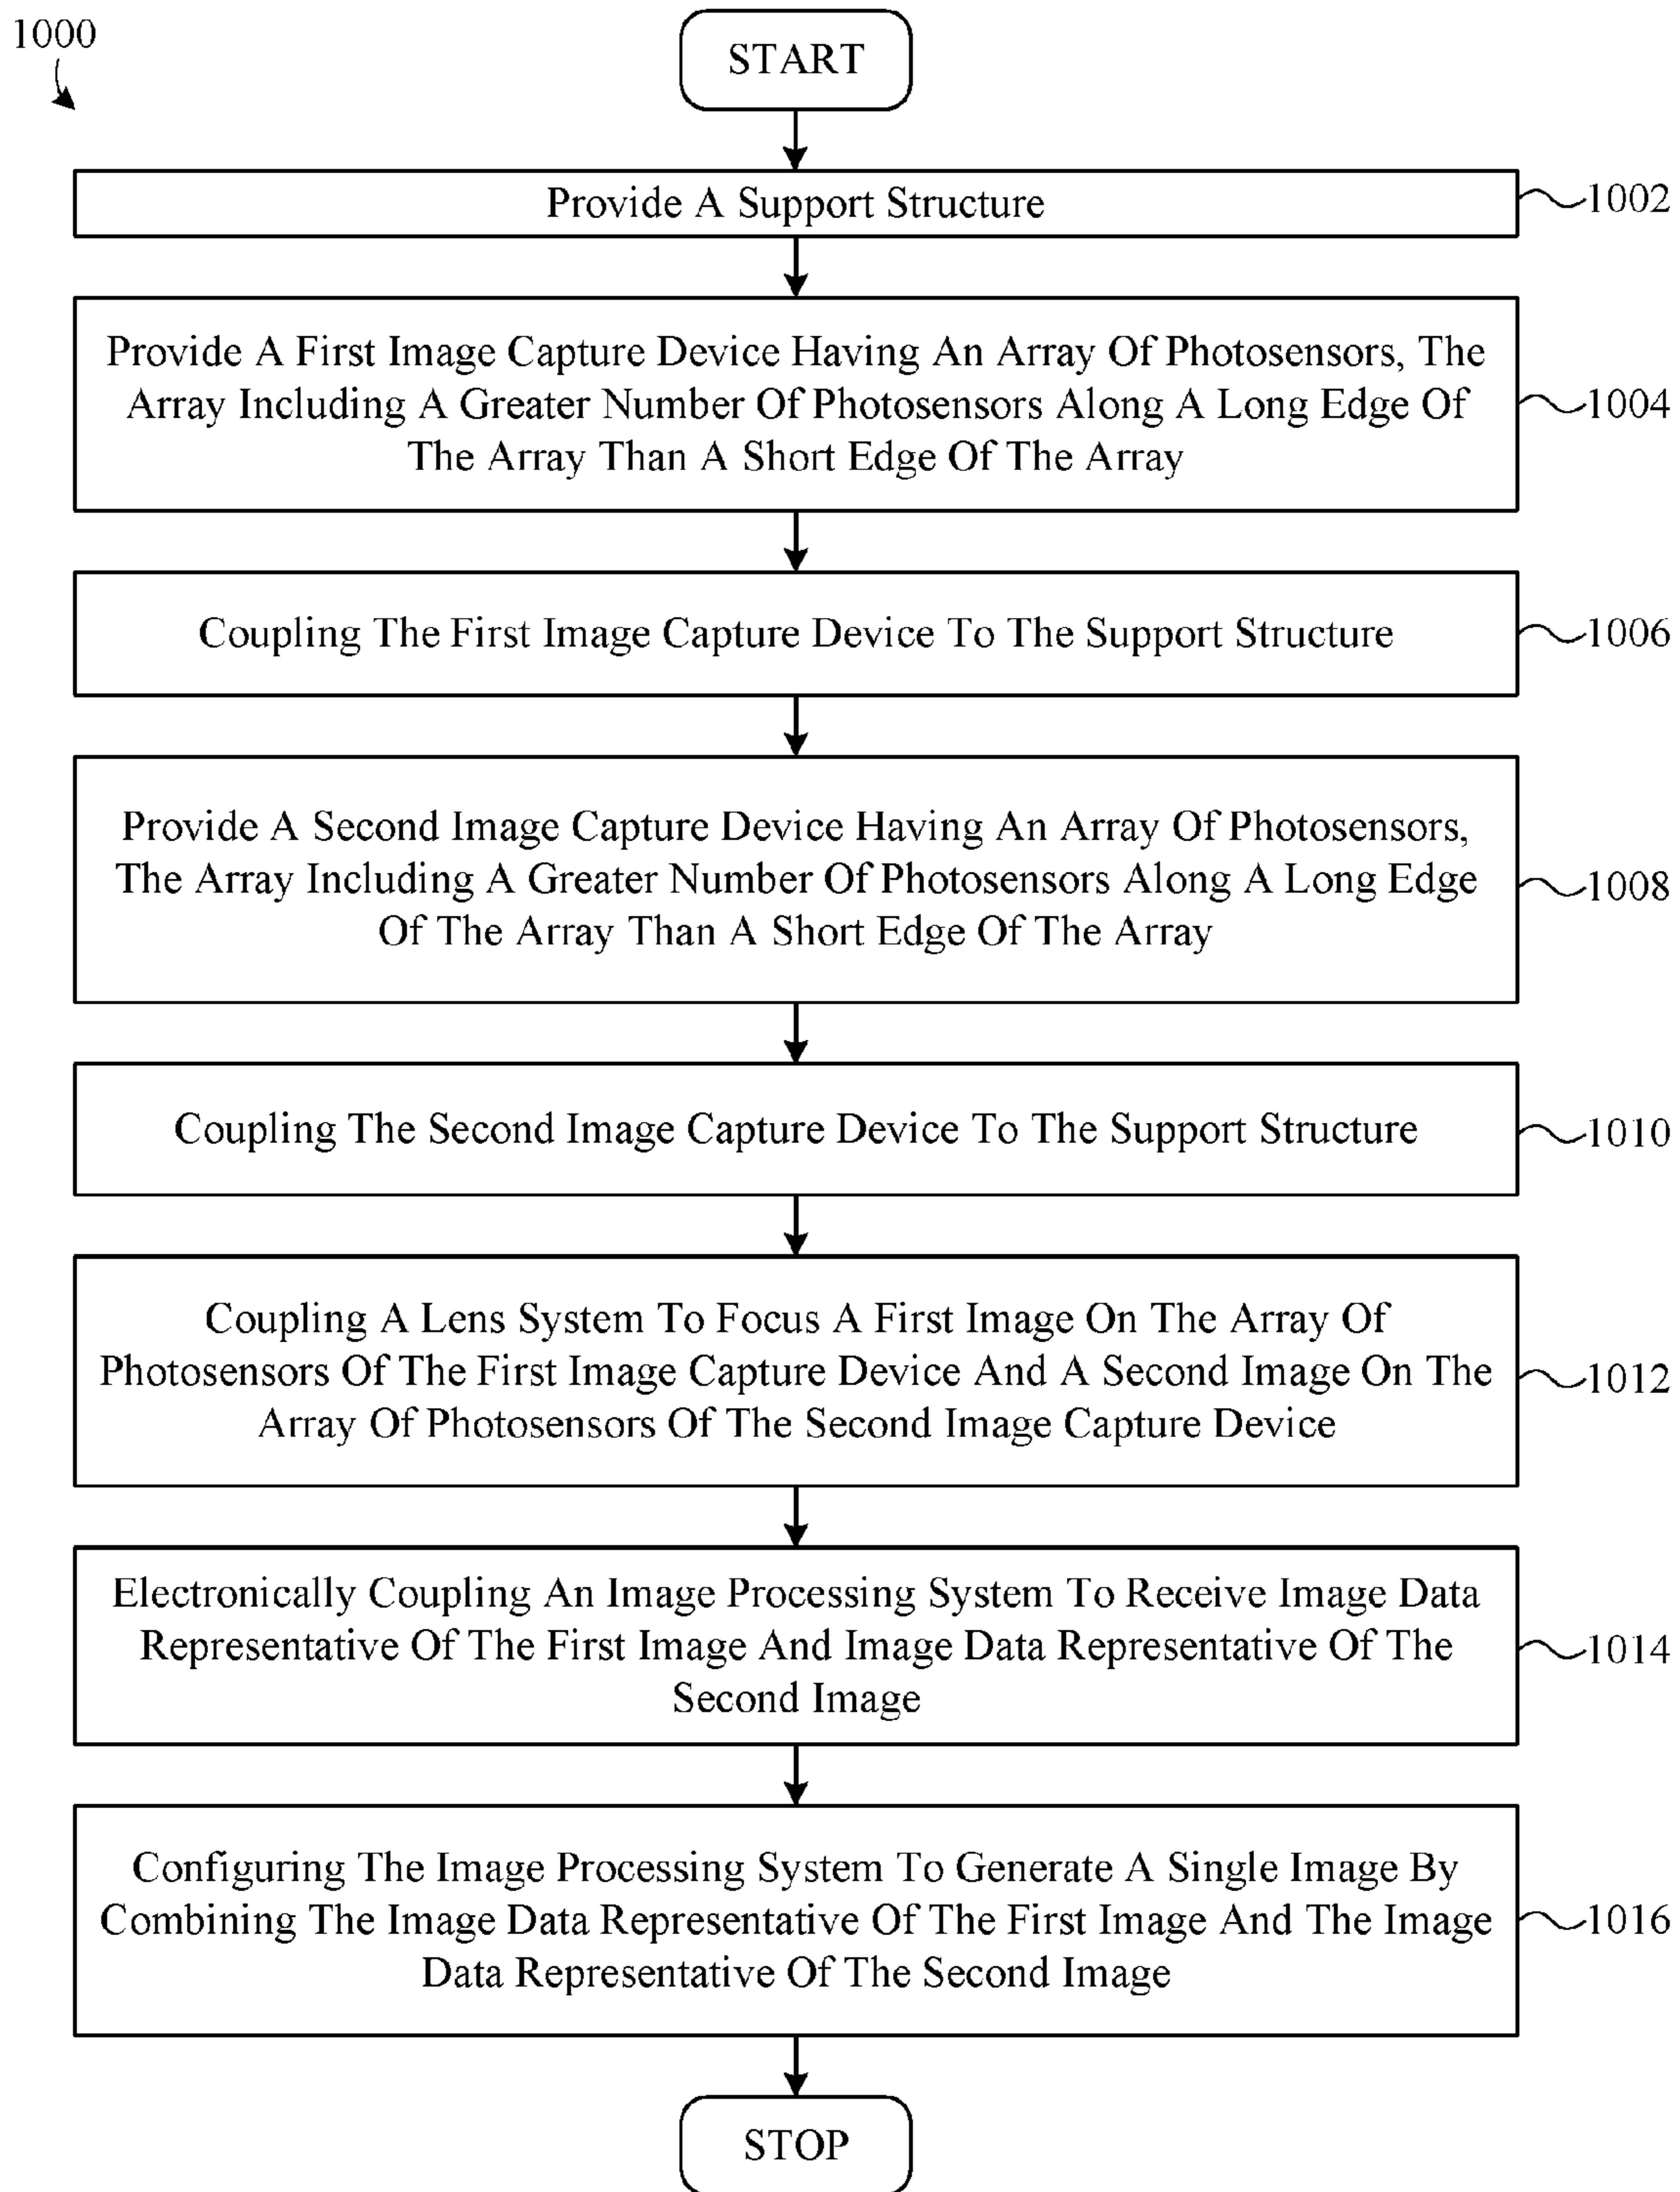 1000
START
Provide A Support Structure
1002
Provide A First Image Capture Device Having An Array Of Photosensors, The
Array Including A Greater Number Of Photosensors Along A Long Edge Of
The Array Than A Short Edge Of The Array
1004
Coupling The First Image Capture Device To The Support Structure
1006
Provide A Second Image Capture Device Having An Array Of Photosensors,
The Array Including A Greater Number Of Photosensors Along A Long Edge
Of The Array Than A Short Edge Of The Array
1008
Coupling The Second Image Capture Device To The Support Structure
1010
Coupling A Lens System To Focus A First Image On The Array Of
Photosensors Of The First Image Capture Device And A Second Image On The
Array Of Photosensors Of The Second Image Capture Device
1012
Electronically Coupling An Image Processing System To Receive Image Data
Representative Of The First Image And Image Data Representative Of The
Second Image
1014
Configuring The Image Processing System To Generate A Single Image By
Combining The Image Data Representative Of The First Image And The Image
Data Representative Of The Second Image
1016
STOP